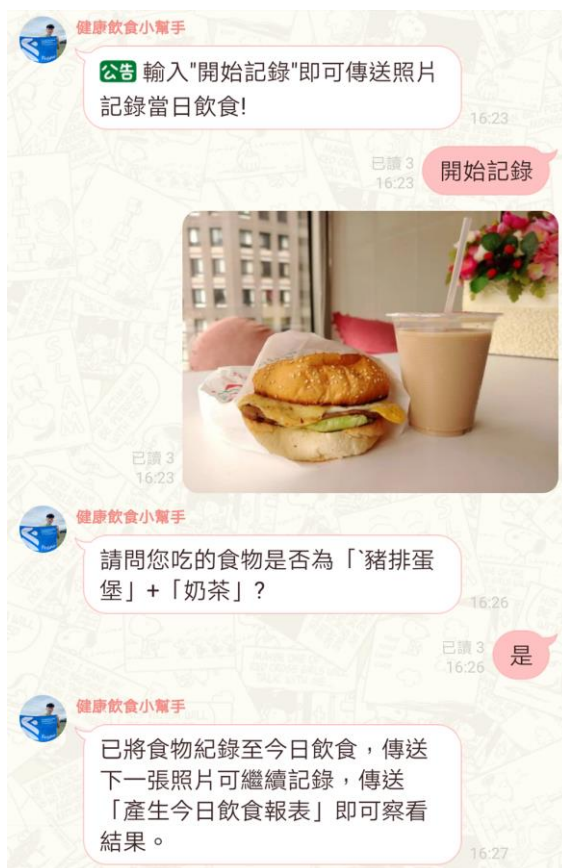 健康飲食小幫手
公告 輸入"開始記錄"即可傳送照片
記錄當日飲食!
16:23
已讀 3
16:23
開始記錄
已讀 3
16:23
健康飲食小幫手
請問您吃的食物是否為「`豬排蛋
堡」+「奶茶」?
16:26
已讀 3
16:26
是
健康飲食小幫手
已將食物紀錄至今日飲食,傳送
下一張照片可繼續記錄,傳送
「產生今日飲食報表」即可察看
結果。
16:27